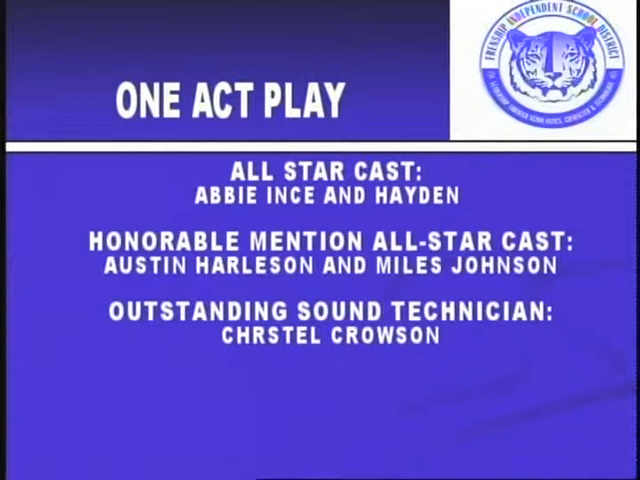 FRENSHIP INDEPENDENT SCHOOL DISTRICT
ONE ACT PLAY
ALL STAR CAST:
ABBIE INCE AND HAYDEN
HONORABLE MENTION ALL-STAR CAST:
AUSTIN HARLESON AND MILES JOHNSON
OUTSTANDING SOUND TECHNICIAN:
CHRSTEL CROWSON